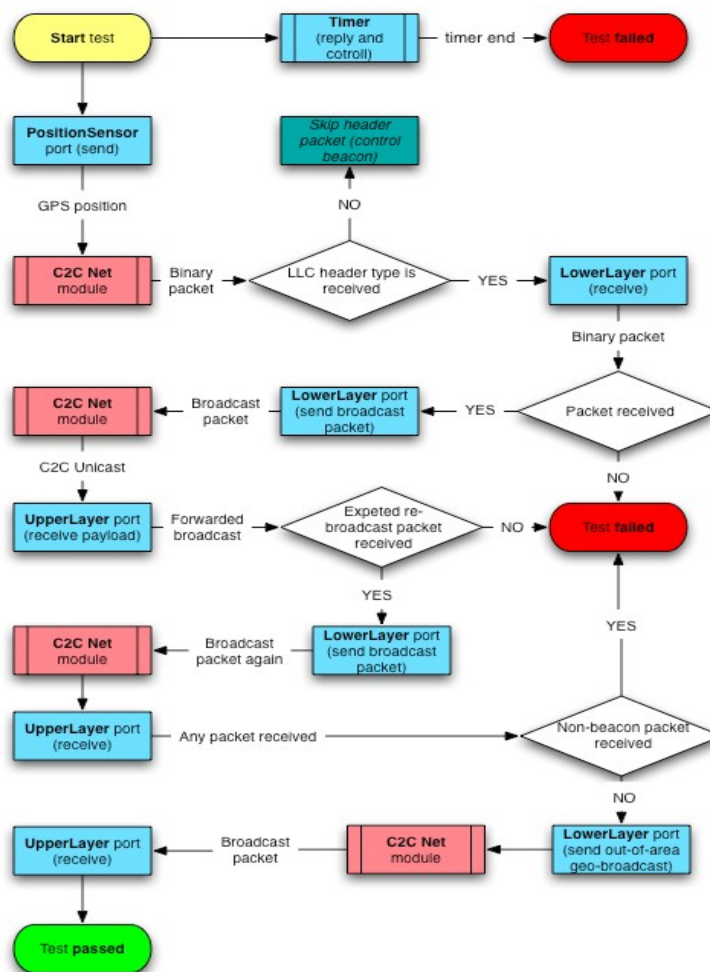 Start test
Timer
(reply and
cotroll)
timer end
Test failed
PositionSensor
port (send)
Skip header
packet (control
beacon)
GPS position
NO
C2C Net
module
Binary
packet
LLC header type is
received
YES
LowerLayer port
(receive)
Binary packet
C2C Net
module
Broadcast
packet
LowerLayer port
(send broadcast
packet)
YES
Packet received
C2C Unicast
NO
UpperLayer port
(receive payload)
Forwarded
broadcast
Expeted re-
broadcast packet
received
NO
Test failed
YES
YES
C2C Net
module
Broadcast
packet again
LowerLayer port
(send broadcast
packet)
UpperLayer port
(receive)
Any packet received
Non-beacon packet
received
NO
UpperLayer port
(receive)
Broadcast
packet
C2C Net
module
LowerLayer port
(send out-of-area
geo-broadcast)
Test passed